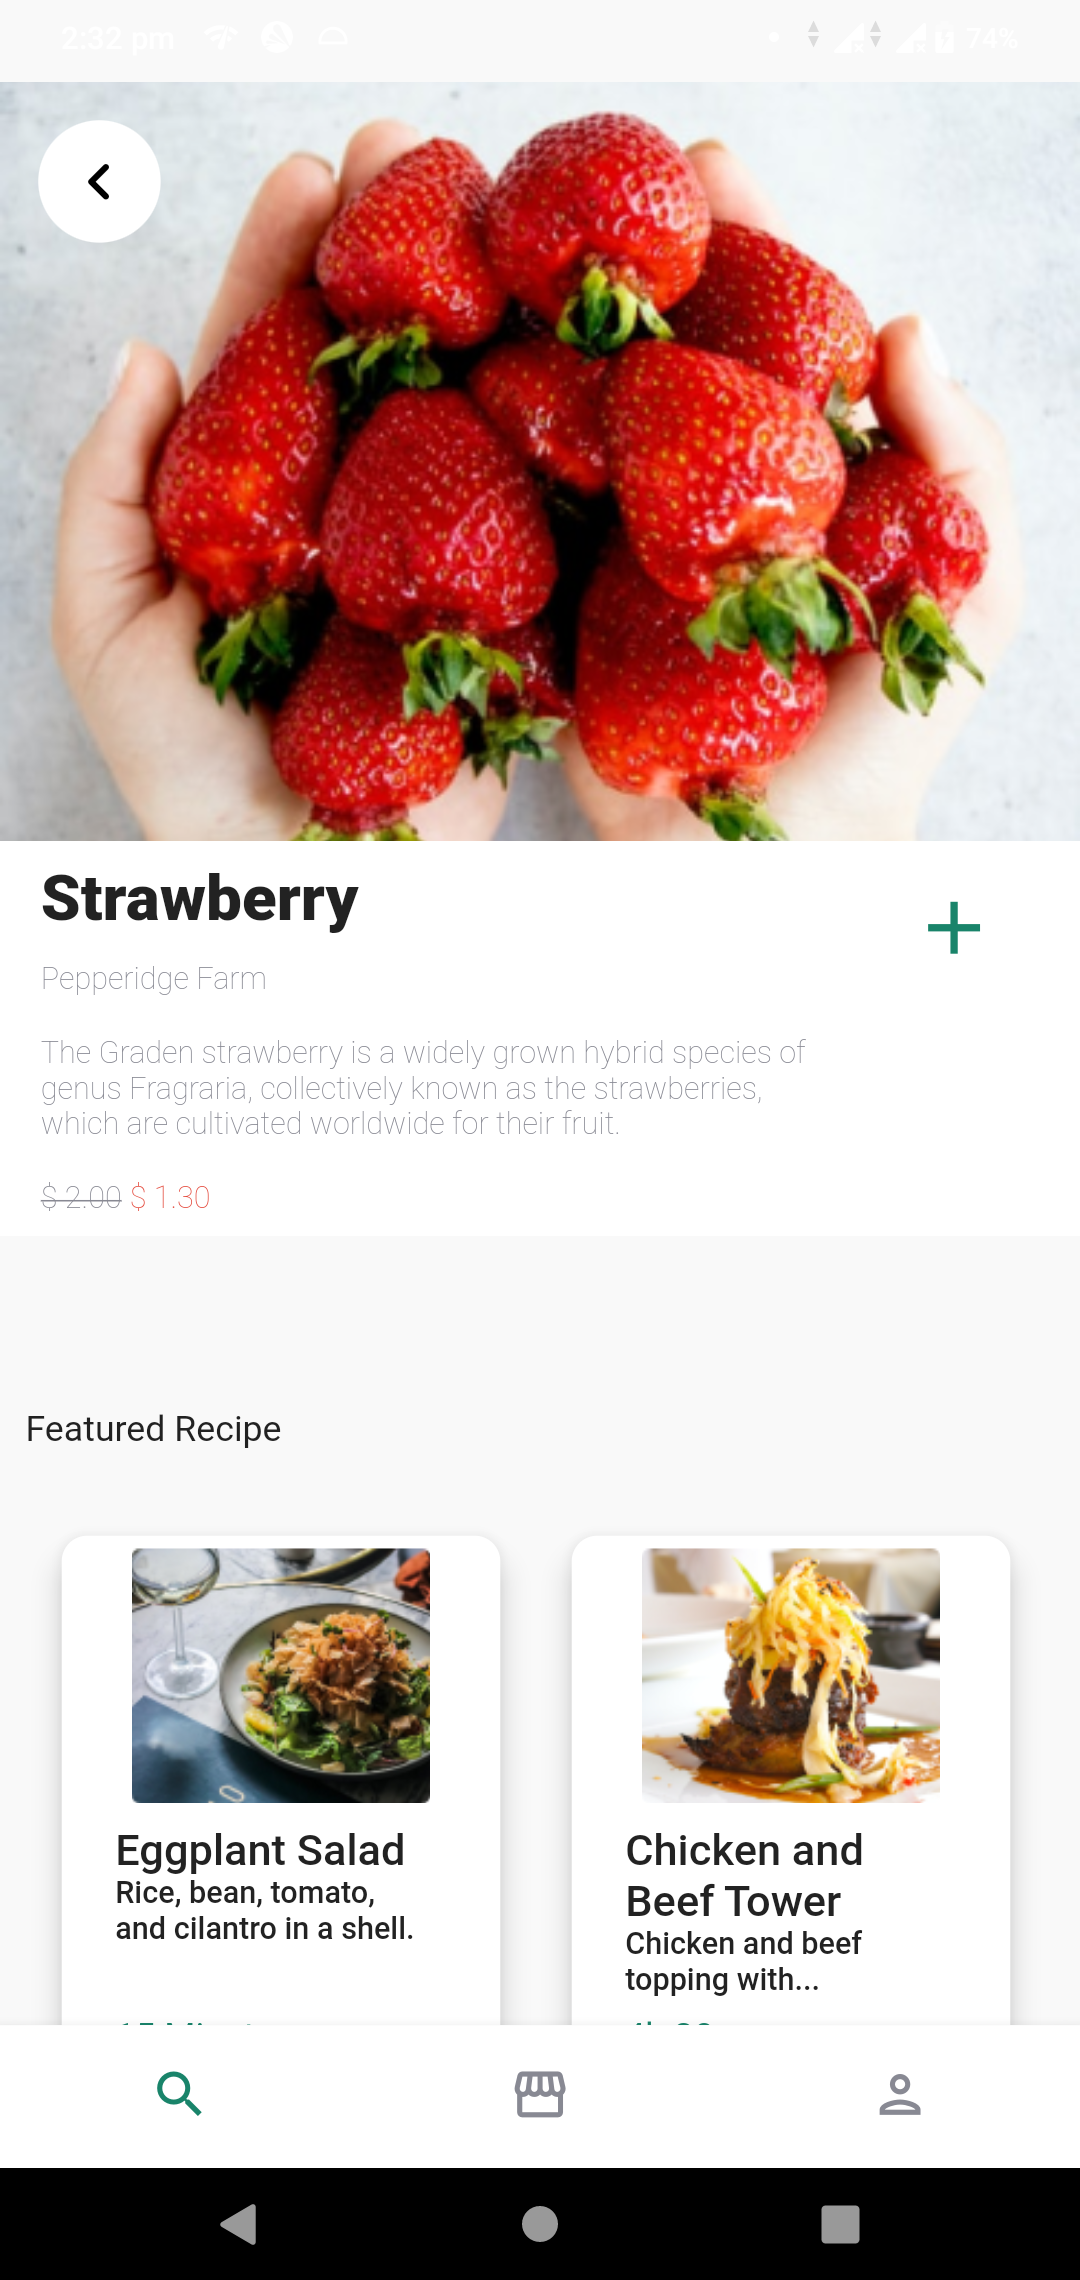 2:32 pm
74%
Strawberry
Pepperidge Farm
The Graden strawberry is a widely grown hybrid species of
genus Fragraria, collectively known as the strawberries,
which are cultivated worldwide for their fruit.
$ 2.00 $ 1.30
Featured Recipe
Eggplant Salad
Rice, bean, tomato,
and cilantro in a shell.
Chicken and
Beef Tower
Chicken and beef
topping with...